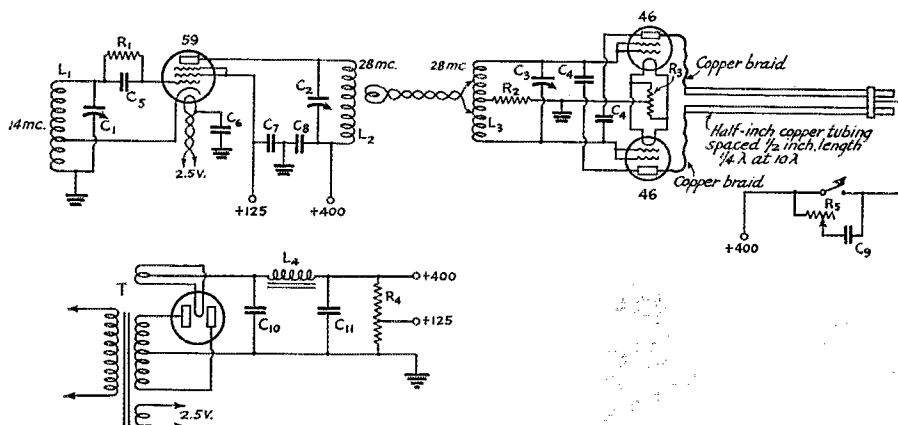 R1
59
46
L1
C5
14mc.
C1
C6
2.5V.
C7
C8
+125
+400
C2
28mc.
L2
28mc
L3
R2
C3
C4
C4
R3
46
Copper braid
Copper braid
Half-inch copper tubing
spaced 1/2 inch, length
1/4 λ at 10λ
+400
R5
C9
T
L4
C10
C11
R4
+400
+125
2.5V.